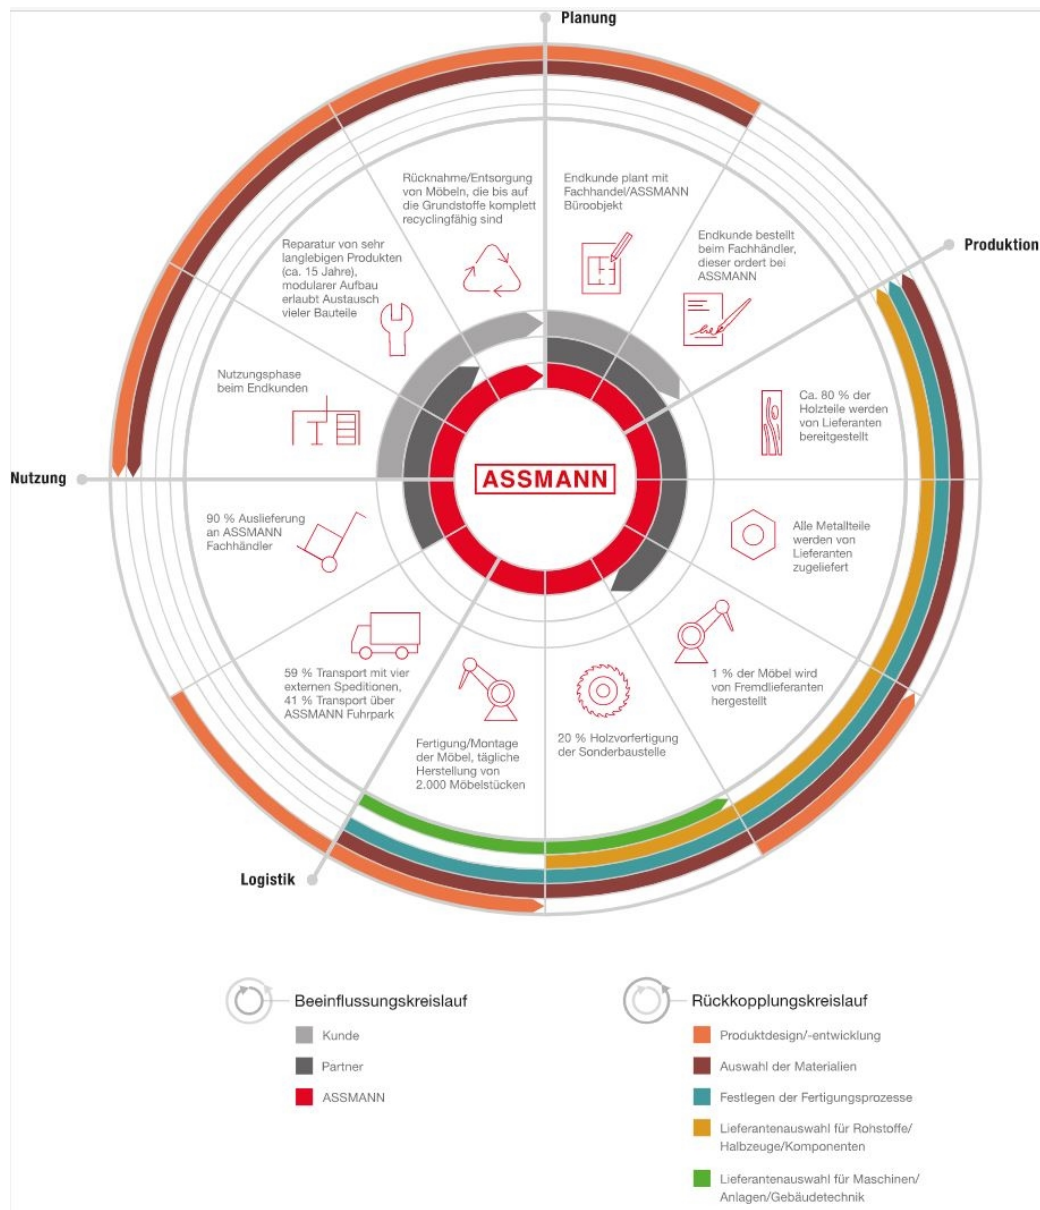 Planung
Rücknahme/Entsorgung
von Möbeln, die bis auf
die Grundstoffe komplett
recyclingfähig sind
Endkunde plant mit
Fachhandel/ASSMANN
Büroobjekt
Endkunde bestellt
beim Fachhändler,
dieser ordert bei
ASSMANN
Produktion
Reparatur von sehr
langlebigen Produkten
(ca. 15 Jahre),
modularer Aufbau
erlaubt Austausch
vieler Bauteile
Nutzungsphase
beim Endkunden
Ca. 80 % der
Holzteile werden
von Lieferanten
bereitgestellt
Nutzung
ASSMANN
90 % Auslieferung
an ASSMANN
Fachhändler
Alle Metallteile
werden von
Lieferanten
zugeliefert
59 % Transport mit vier
externen Speditionen,
41 % Transport über
ASSMANN Fuhrpark
1 % der Möbel wird
von Fremdlieferanten
hergestellt
Fertigung/Montage
der Möbel, tägliche
Herstellung von
2.000 Möbelstücken
20 % Holzvorfertigung
der Sonderbaustelle
Logistik
Beeinflussungskreislauf
Kunde
Partner
ASSMANN
Rückkopplungskreislauf
Produktdesign/-entwicklung
Auswahl der Materialien
Festlegen der Fertigungsprozesse
Lieferantenauswahl für Rohstoffe/
Halbzeuge/Komponenten
Lieferantenauswahl für Maschinen/
Anlagen/Gebäudetechnik